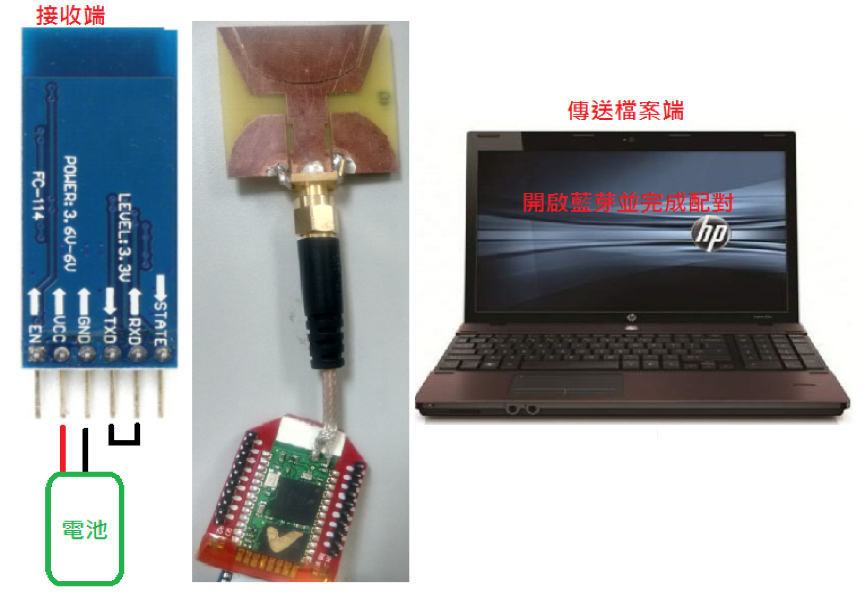 接收端
傳送檔案端
開啟藍芽並完成配對
hp
hp
POWER:3.6V-6V
FC-114
LEVEL:3.3V
EN
VCC
GND
TXD
RXD
STATE
電池